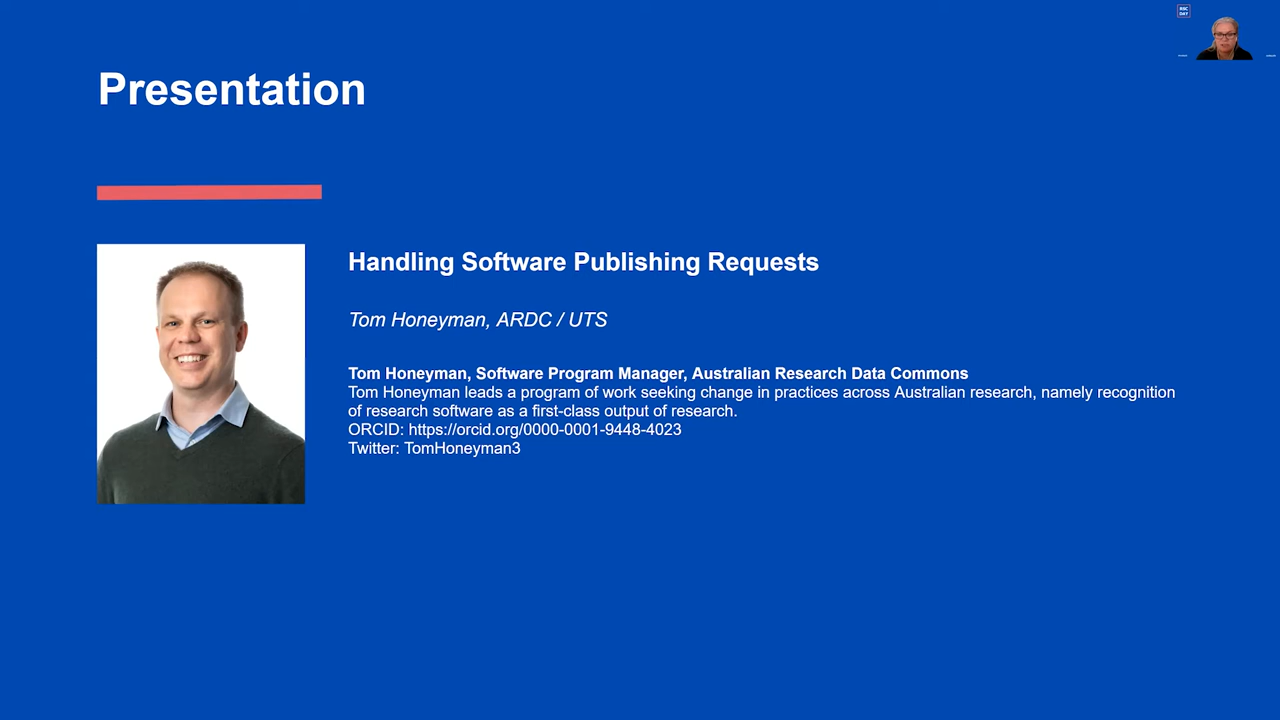 RSC
DAY
Presentation
Handling Software Publishing Requests
Tom Honeyman, ARDC / UTS
Tom Honeyman, Software Program Manager, Australian Research Data Commons
Tom Honeyman leads a program of work seeking change in practices across Australian research, namely recognition
of research software as a first-class output of research.
ORCID: https://orcid.org/0000-0001-9448-4023
Twitter: TomHoneyman3